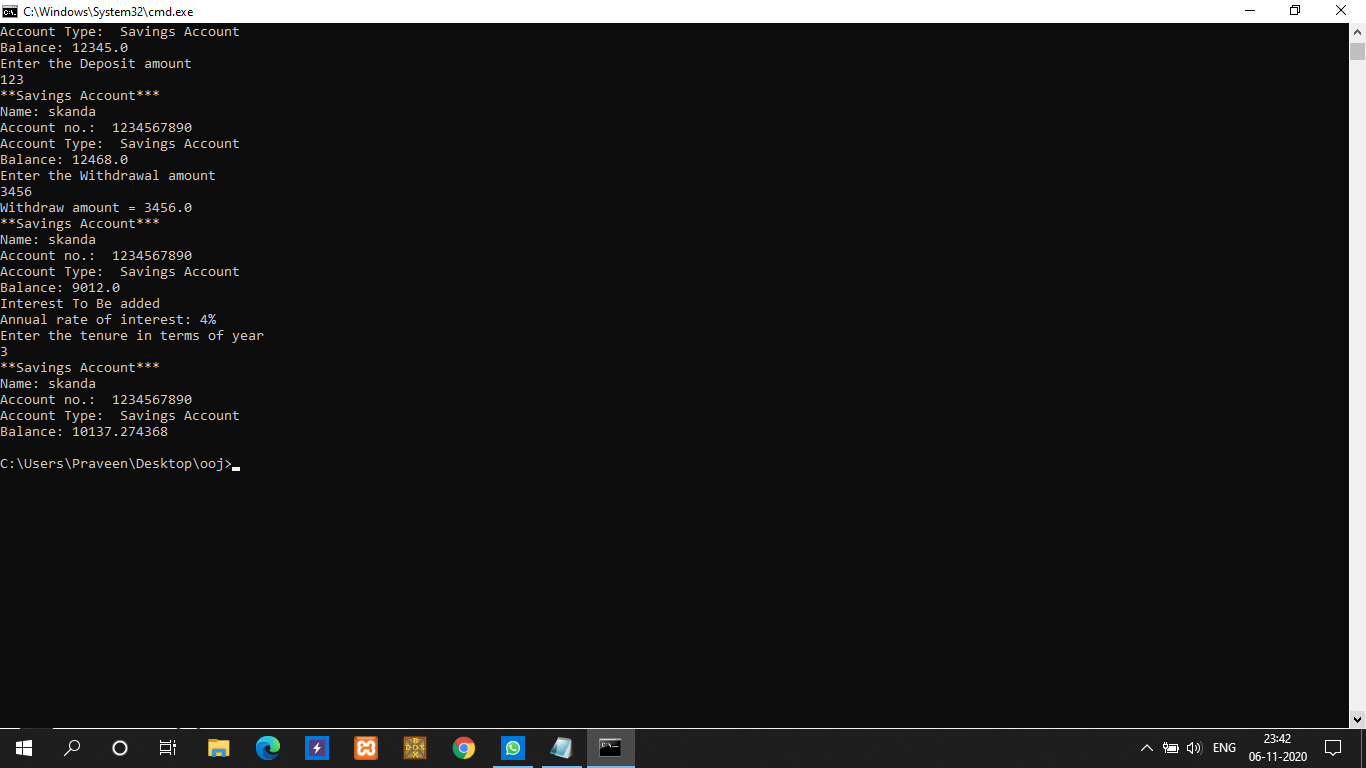 C:\Windows\System32\cmd.exe
Account Type:  Savings Account
Balance: 12345.0
Enter the Deposit amount
123
**Savings Account***
Name: skanda
Account no.:  1234567890
Account Type:  Savings Account
Balance: 12468.0
Enter the Withdrawal amount
3456
Withdraw amount = 3456.0
**Savings Account***
Name: skanda
Account no.:  1234567890
Account Type:  Savings Account
Balance: 9012.0
Interest To Be added
Annual rate of interest: 4%
Enter the tenure in terms of year
3
**Savings Account***
Name: skanda
Account no.:  1234567890
Account Type:  Savings Account
Balance: 10137.274368
C:\Users\Praveen\Desktop\ooj>
ENG
23:42
06-11-2020